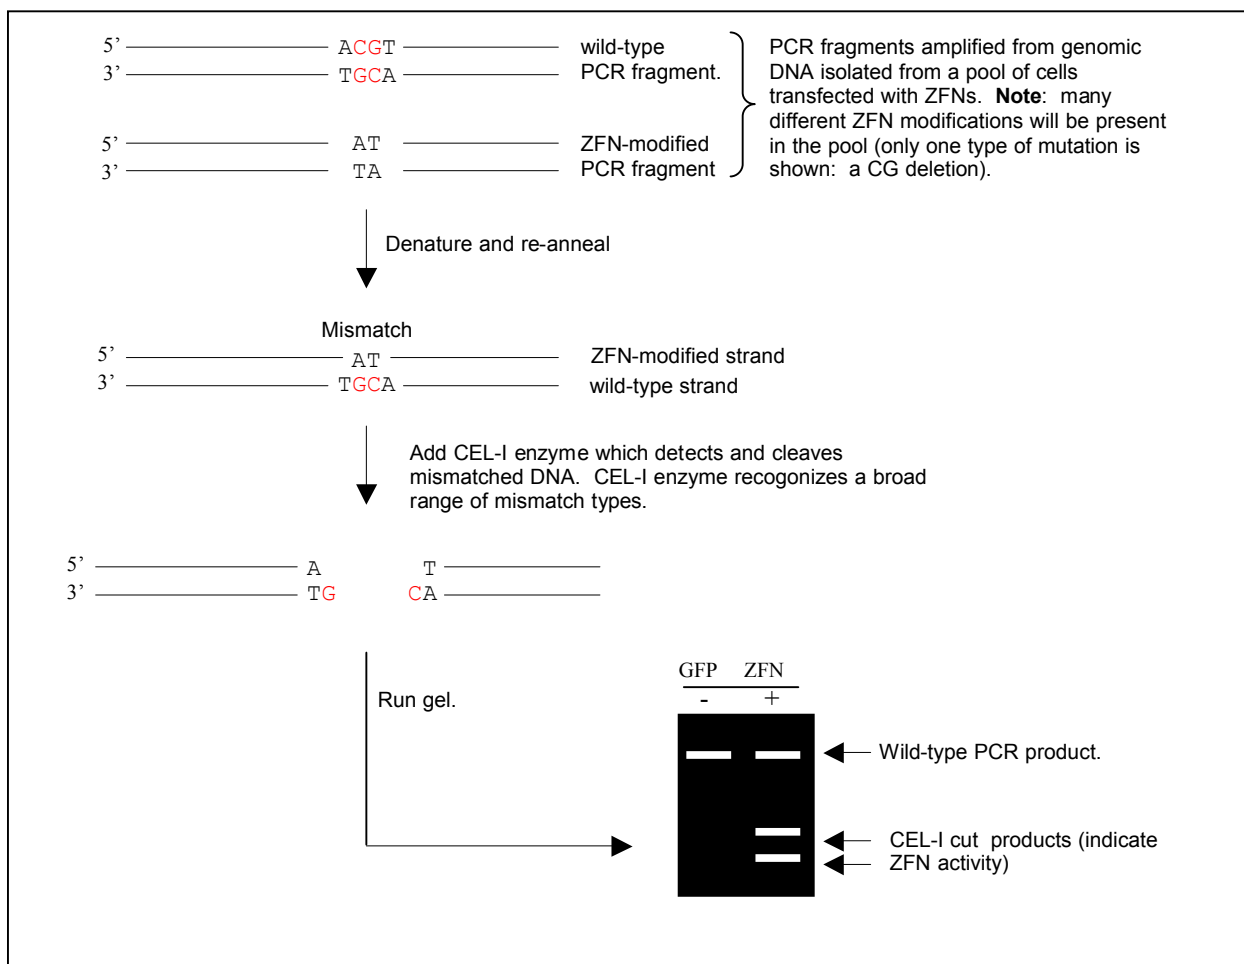 5’ ACGT wild-type
3’ TGCA PCR fragment.
5’ AT ZFN-modified
3’ TA PCR fragment
PCR fragments amplified from genomic
DNA isolated from a pool of cells
transfected with ZFNs. Note: many
different ZFN modifications will be present
in the pool (only one type of mutation is
shown: a CG deletion).
Denature and re-anneal
Mismatch
5’ AT ZFN-modified strand
3’ TGCA wild-type strand
Add CEL-I enzyme which detects and cleaves
mismatched DNA. CEL-I enzyme recogonizes a broad
range of mismatch types.
5’ A T
3’ TG CA
Run gel.
GFP ZFN
- +
Wild-type PCR product.
CEL-I cut products (indicate
ZFN activity)